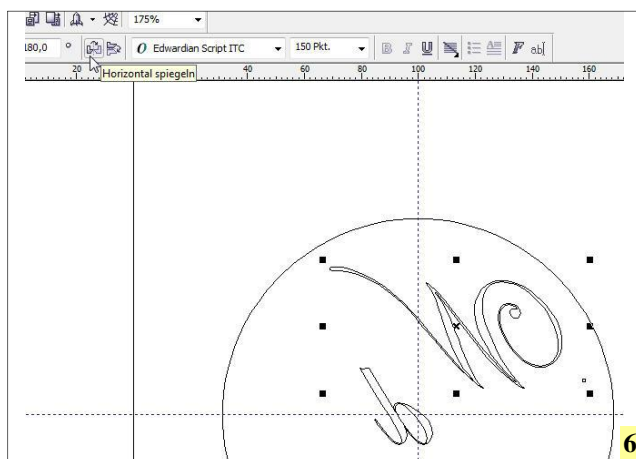 175%
180,0 ° O Edwardian Script ITC 150 Pkt. B I U F ab
Horizontal spiegeln
20 40 60 80 100 120 140 160
6